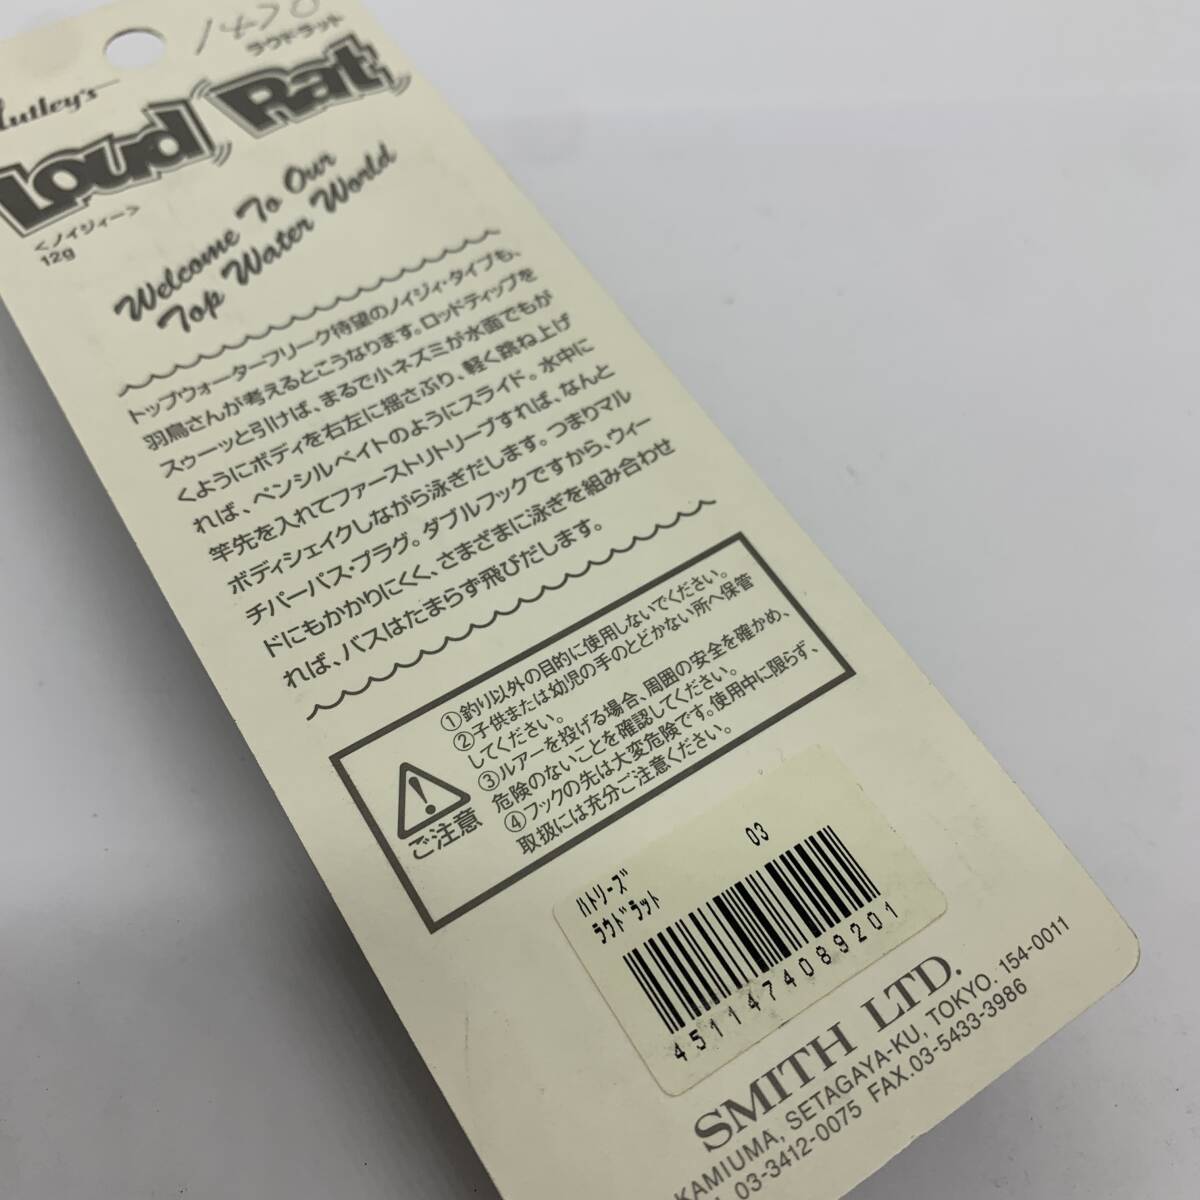 1470
ラウドラット
Loud Rat
<ノイジィー>
12g
Welcome To Our
Top Water World
トップウォーターフリーク待望のノイジィ・タイプも、
羽鳥さんが考えるとこうなります。ロッドティップを
スゥーッと引けば、まるで小ネズミが水面でもが
くようにボディを右左に揺さぶり、軽く跳ね上げ
れば、ペンシルベイトのようにスライド。水中に
竿先を入れてファーストリトリーブすれば、なんと
ボディシェイクしながら泳ぎだします。つまりマル
チパーパス・プラグ。ダブルフックですから、ウィー
ドにもかかりにくく、さまざまに泳ぎを組み合わせ
れば、バスはたまらず飛びだします。
ご注意
①釣り以外の目的に使用しないでください。
②子供または幼児の手のとどかない所へ保管
してください。
③ルアーを投げる場合、周囲の安全を確かめ、
危険のないことを確認してください。
④フックの先は大変危険です。使用中に限らず、
取扱には充分ご注意ください。
ﾊﾄﾘｰｽﾞ 03
ﾗｳﾄﾞﾗｯﾄ
4511474089201
SMITH LTD.
KAMIUMA, SETAGAYA-KU, TOKYO. 154-0011
03-3412-0075 FAX.03-5433-3986